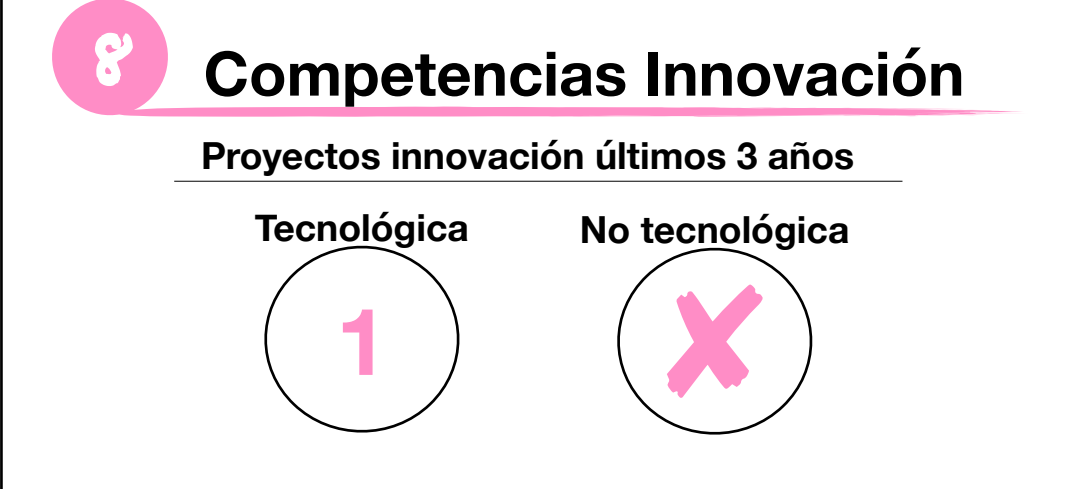 8
Competencias Innovación
Proyectos innovación últimos 3 años
Tecnológica
No tecnológica
1
X